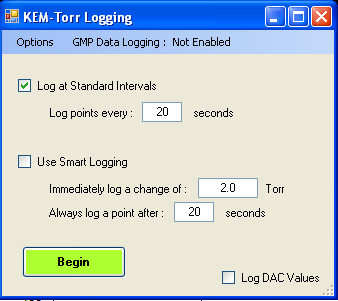 KEM-Torr Logging
Options GMP Data Logging : Not Enabled
Log at Standard Intervals
Log points every : 20 seconds
Use Smart Logging
Immediately log a change of : 2.0 Torr
Always log a point after : 20 seconds
Begin
Log DAC Values